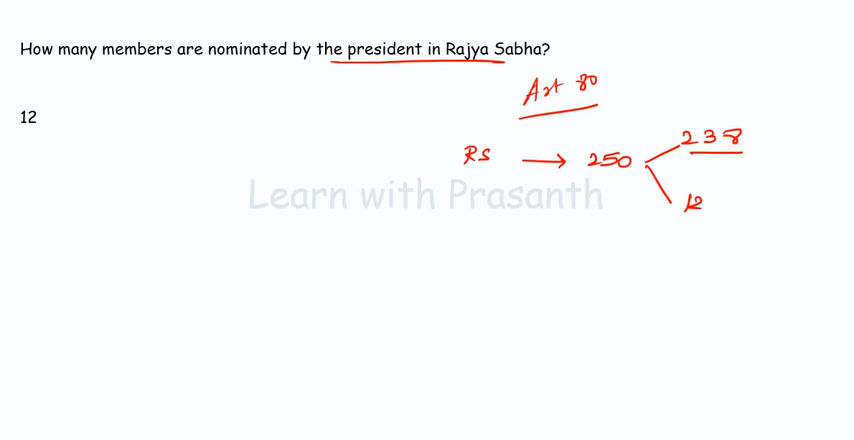 How many members are nominated by the president in Rajya Sabha?
Art 80
12
RS → 250
238
12
Learn with Prasanth